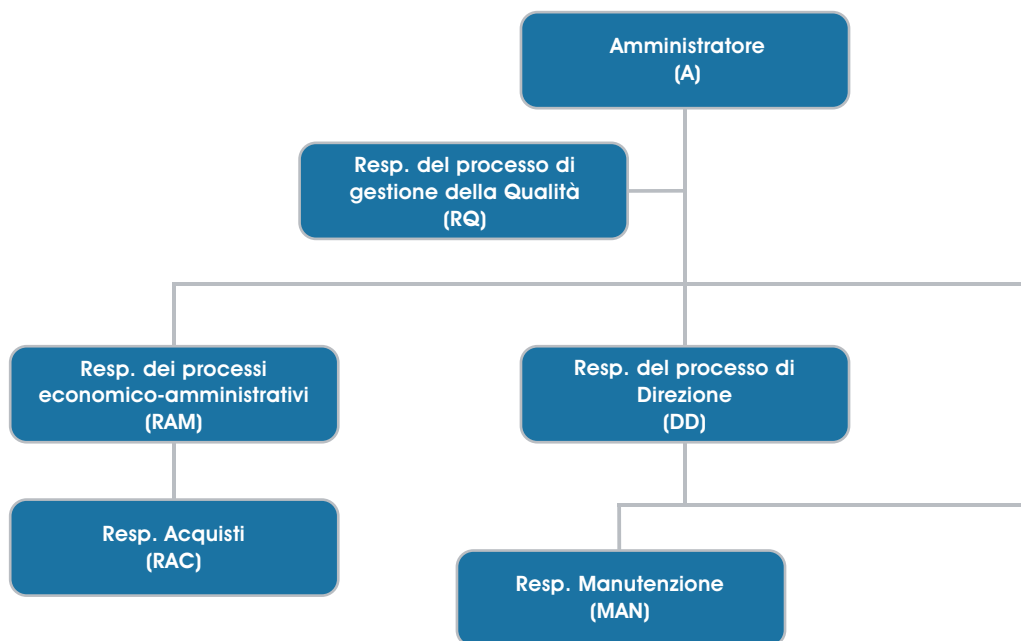 Amministratore
(A)
Resp. del processo di
gestione della Qualità
(RQ)
Resp. dei processi
economico-amministrativi
(RAM)
Resp. del processo di
Direzione
(DD)
Resp. Acquisti
(RAC)
Resp. Manutenzione
(MAN)